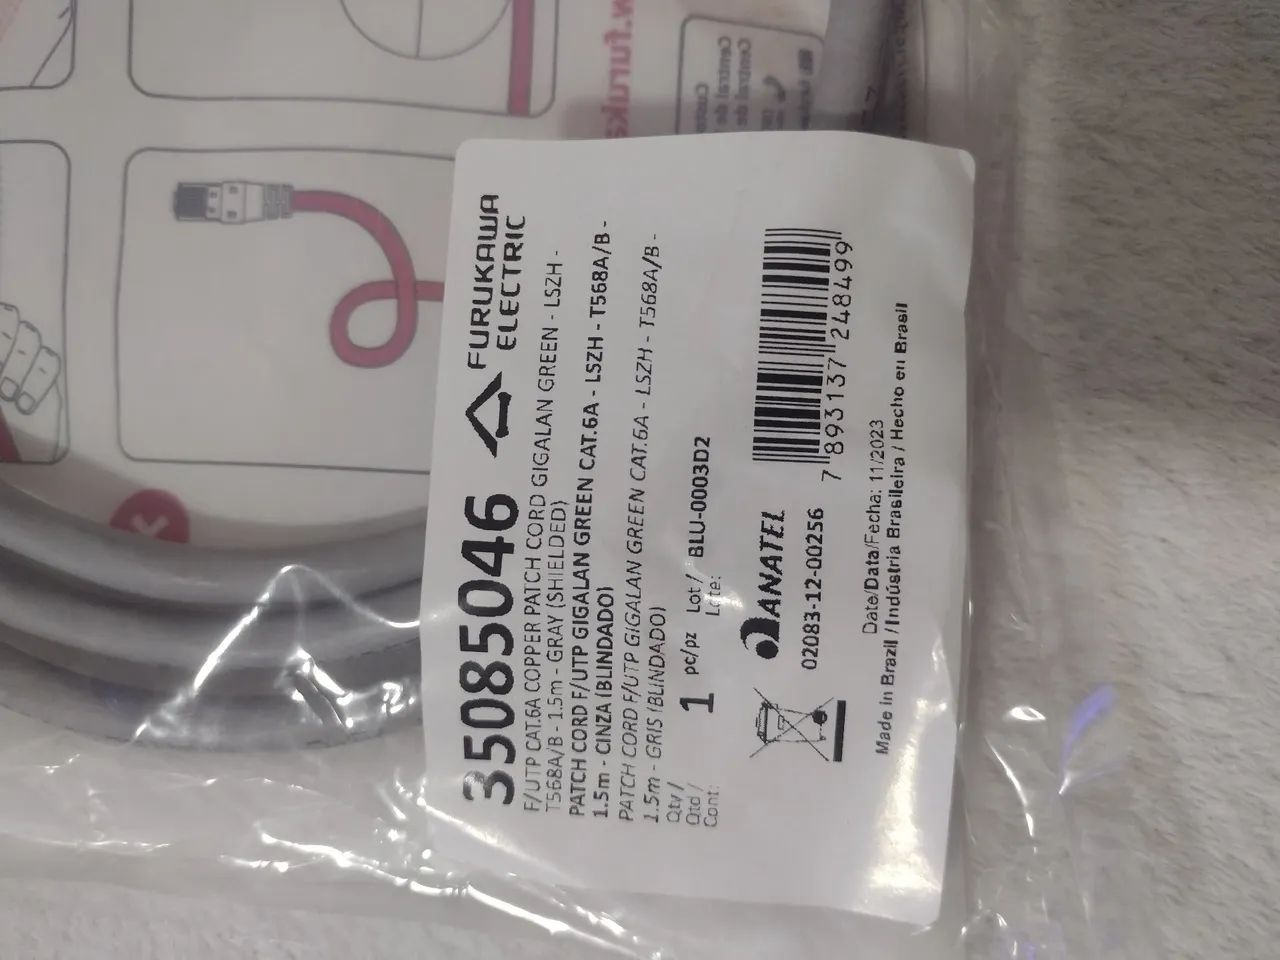 35085046
FURUKAWA
ELECTRIC
F/UTP CAT.6A COPPER PATCH CORD GIGALAN GREEN - LSZH -
T568A/B - 1.5m - GRAY (SHIELDED)
PATCH CORD F/UTP GIGALAN GREEN CAT.6A - LSZH - T568A/B -
1.5m - CINZA (BLINDADO)
PATCH CORD F/UTP GIGALAN GREEN CAT.6A - LSZH - T568A/B -
1.5m - GRIS (BLINDADO)
Qty/
Qtd/
Cont:
1 pc/pz
Lot/
Lote:
BLU-0003D2
ANATEL
02083-12-00256
7 893137 248499
Date/Data/Fecha: 11/2023
Made in Brazil / Indústria Brasileira / Hecho en Brasil